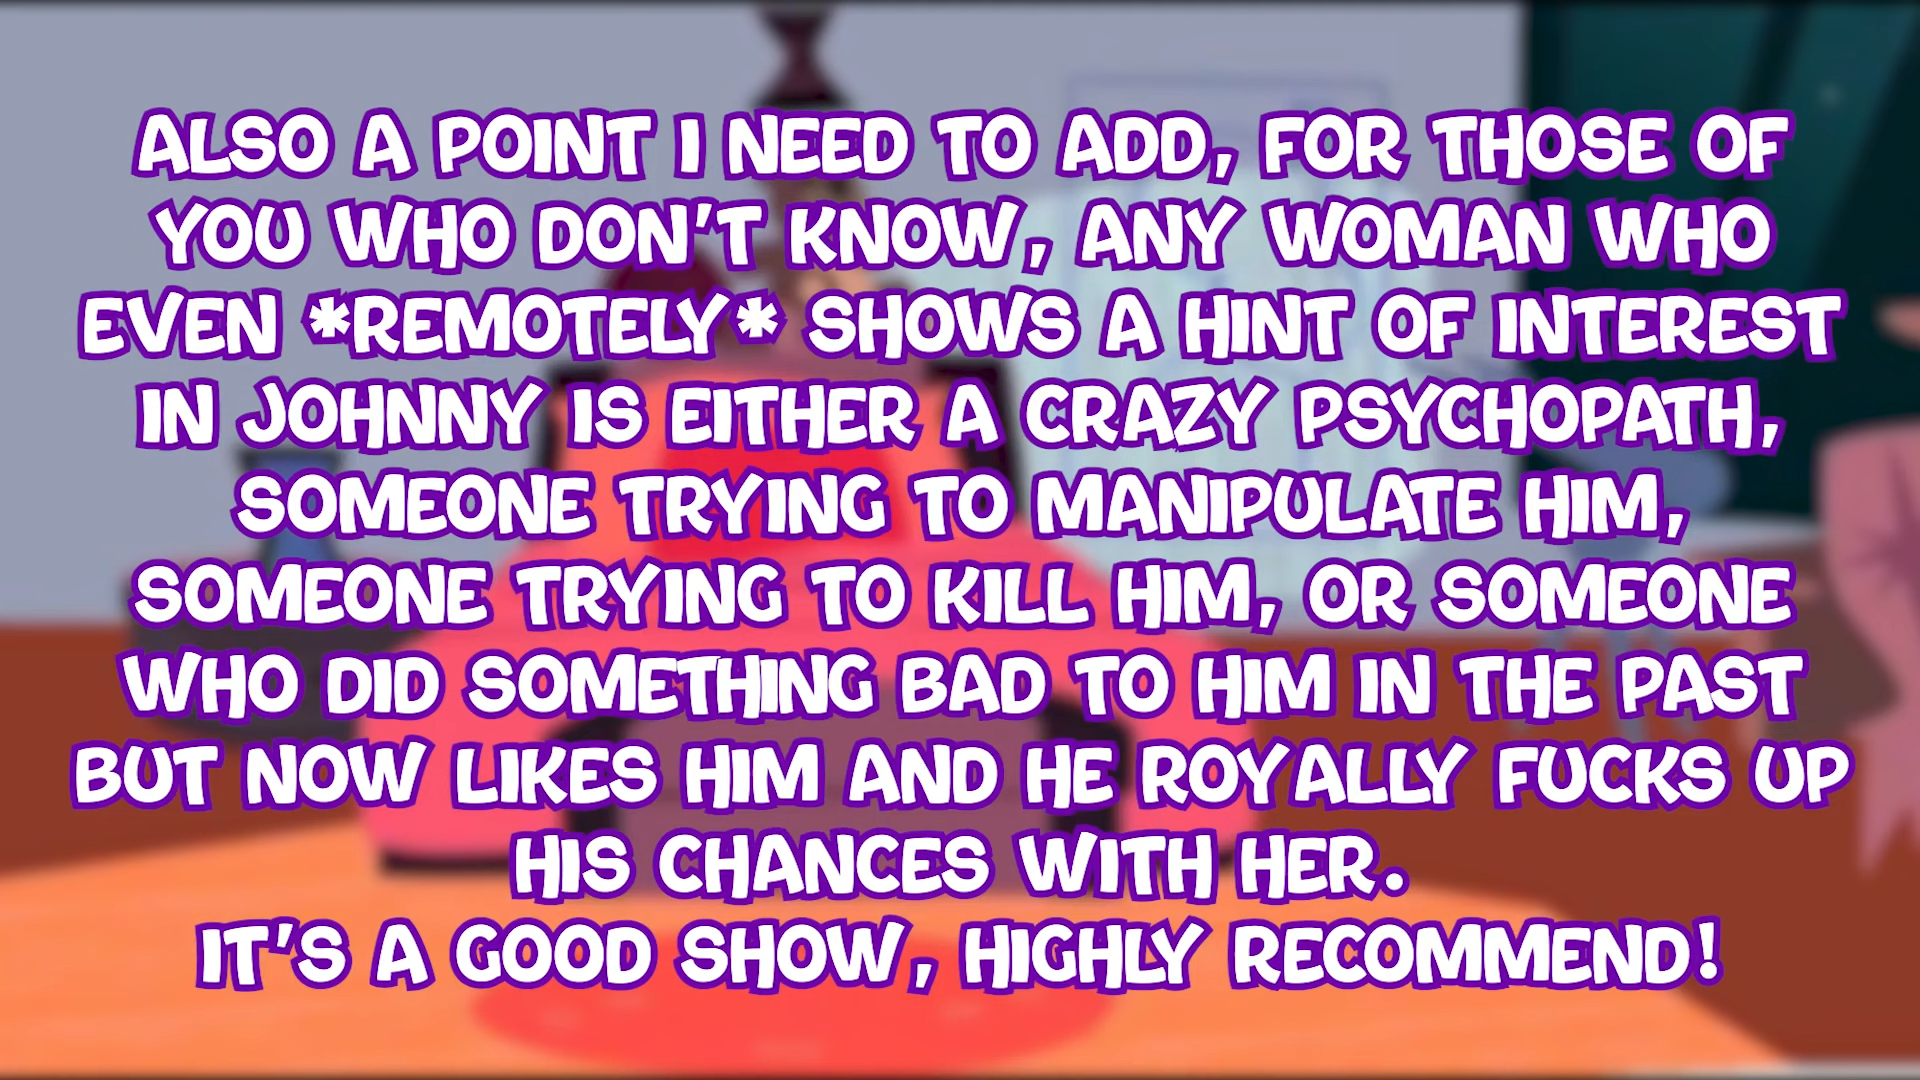 ALSO A POINT I NEED TO ADD, FOR THOSE OF
YOU WHO DON'T KNOW, ANY WOMAN WHO
EVEN *REMOTELY* SHOWS A HINT OF INTEREST
IN JOHNNY IS EITHER A CRAZY PSYCHOPATH,
SOMEONE TRYING TO MANIPULATE HIM,
SOMEONE TRYING TO KILL HIM, OR SOMEONE
WHO DID SOMETHING BAD TO HIM IN THE PAST
BUT NOW LIKES HIM AND HE ROYALLY FUCKS UP
HIS CHANCES WITH HER.
IT'S A GOOD SHOW, HIGHLY RECOMMEND!